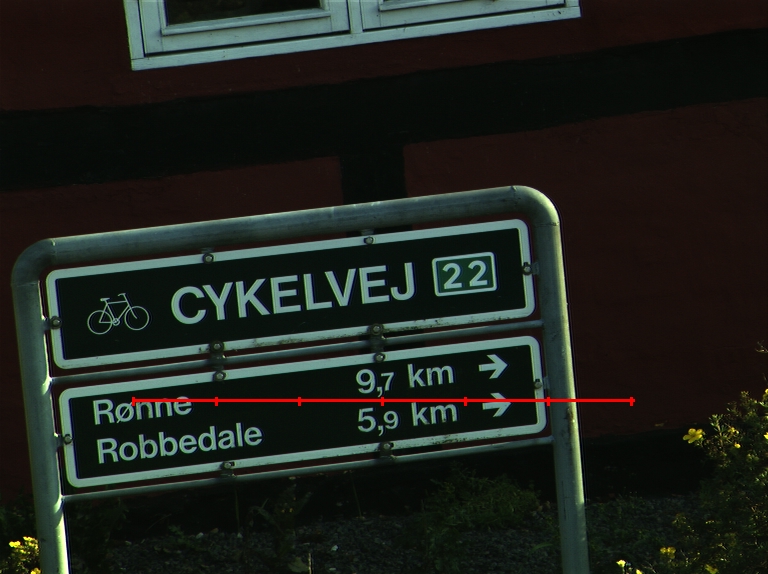 CYKELVEJ 22
Rønne 9,7 km
Robbedale 5,9 km